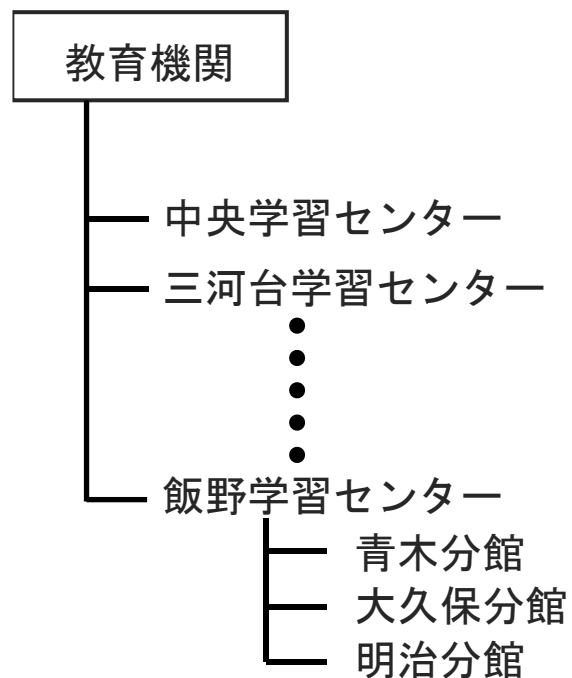 教育機関
中央学習センター
三河台学習センター
飯野学習センター
青木分館
大久保分館
明治分館